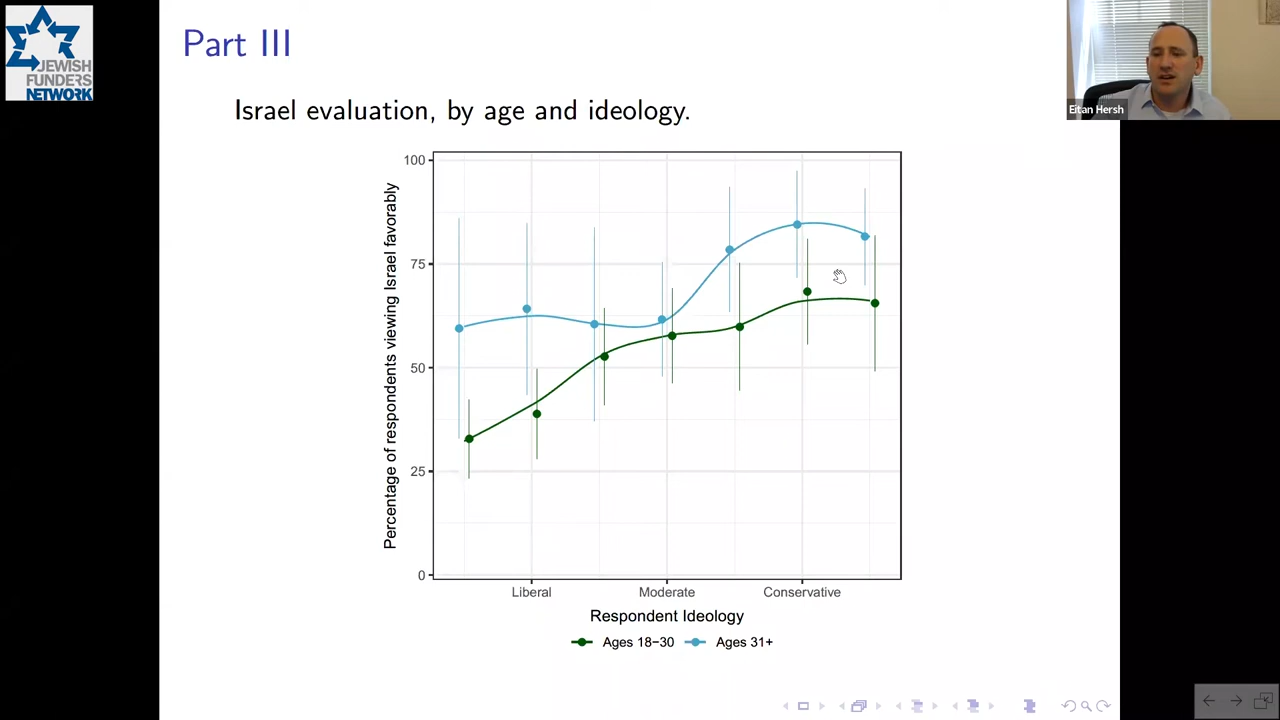 JEWISH
FUNDERS
NETWORK
Part III
Eitan Hersh
Israel evaluation, by age and ideology.
Percentage of respondents viewing Israel favorably
100
75
50
25
0
Liberal Moderate Conservative
Respondent Ideology
Ages 18−30 Ages 31+